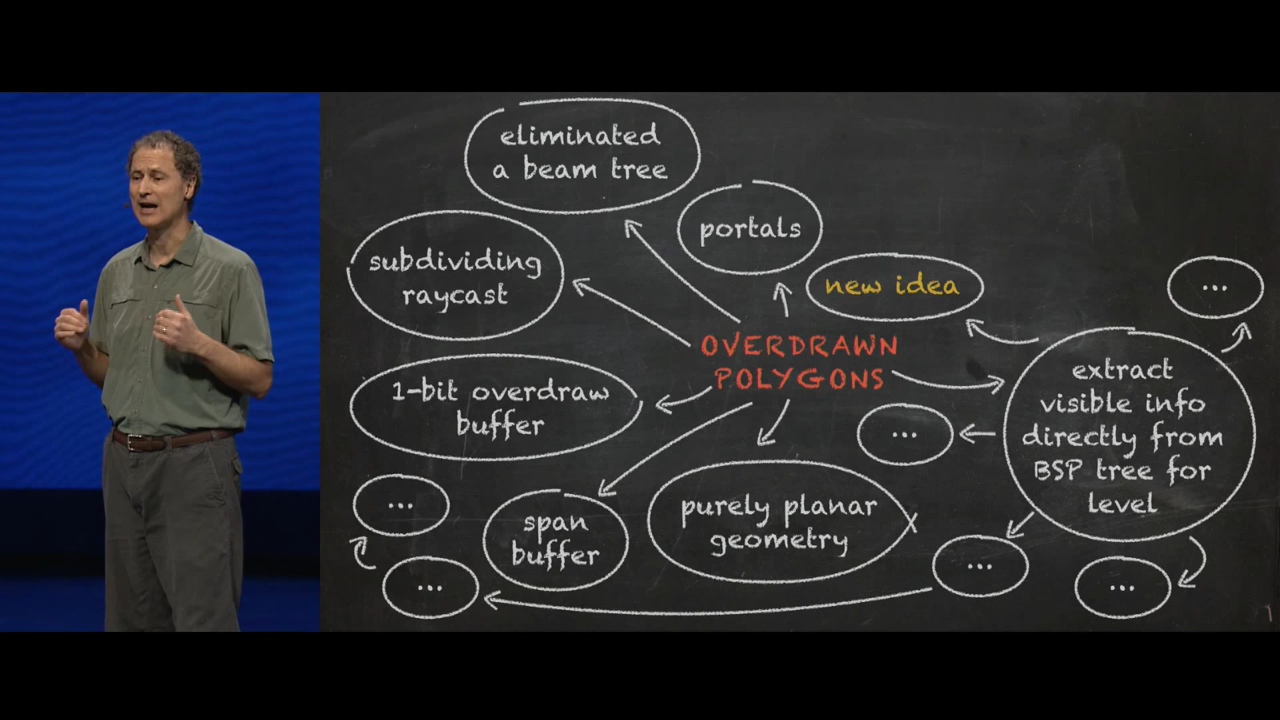 eliminated
a beam tree
portals
subdividing
raycast
new idea
...
OVERDRAWN
POLYGONS
extract
visible info
directly from
BSP tree for
level
1-bit overdraw
buffer
...
...
span
buffer
purely planar
geometry
...
...
...